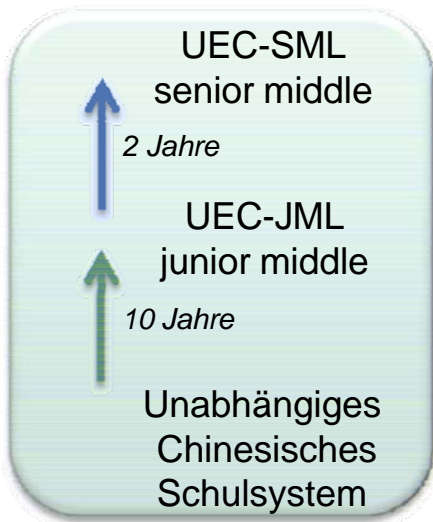 UEC-SML
senior middle
2 Jahre
UEC-JML
junior middle
10 Jahre
Unabhängiges
Chinesisches
Schulsystem